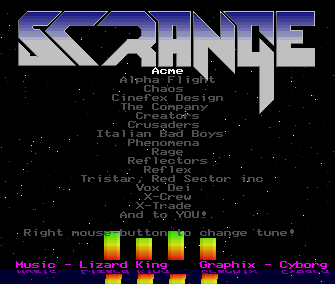 SCRANGE
Acme
Alpha Flight
Chaos
Cinefex Design
The Company
Creators
Crusaders
Italian Bad Boys
Phenomena
Rage
Reflectors
Reflex
Tristar, Red Sector inc
Vox Dei
X-Crew
X-Trade
And to YOU!
Right mouse button to change tune!
Music - Lizard King    Graphix - Cyborg